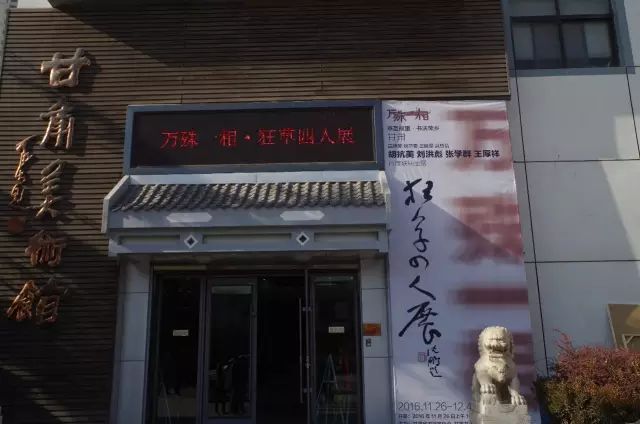 甘肃美术馆
万殊一相·狂草四人展
万殊一相
甘肃
胡抗美 刘洪彪 张学群 王厚祥
狂草四人展
2016.11.26-12.4